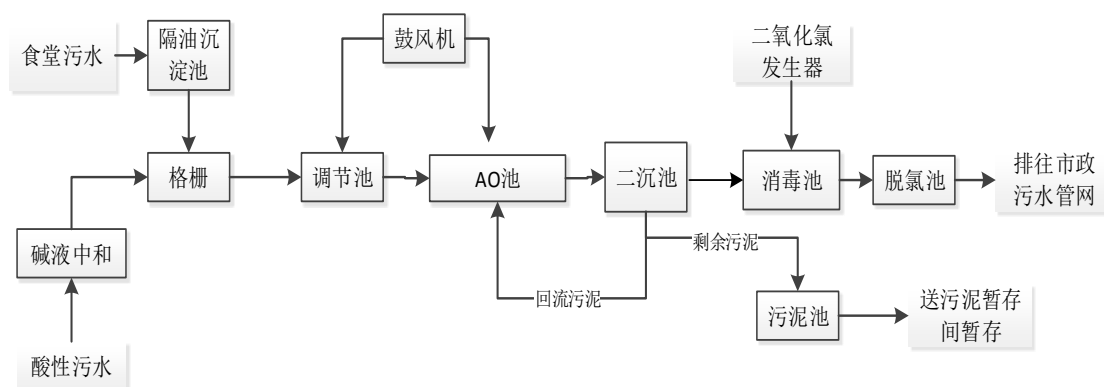 食堂污水
隔油沉
淀池
鼓风机
二氧化氯
发生器
格栅
调节池
AO池
二沉池
消毒池
脱氯池
排往市政
污水管网
碱液中和
剩余污泥
回流污泥
污泥池
送污泥暂存
间暂存
酸性污水